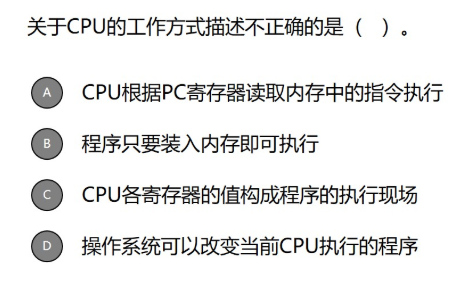 关于CPU的工作方式描述不正确的是（ ）。
A CPU根据PC寄存器读取内存中的指令执行
B 程序只要装入内存即可执行
C CPU各寄存器的值构成程序的执行现场
D 操作系统可以改变当前CPU执行的程序